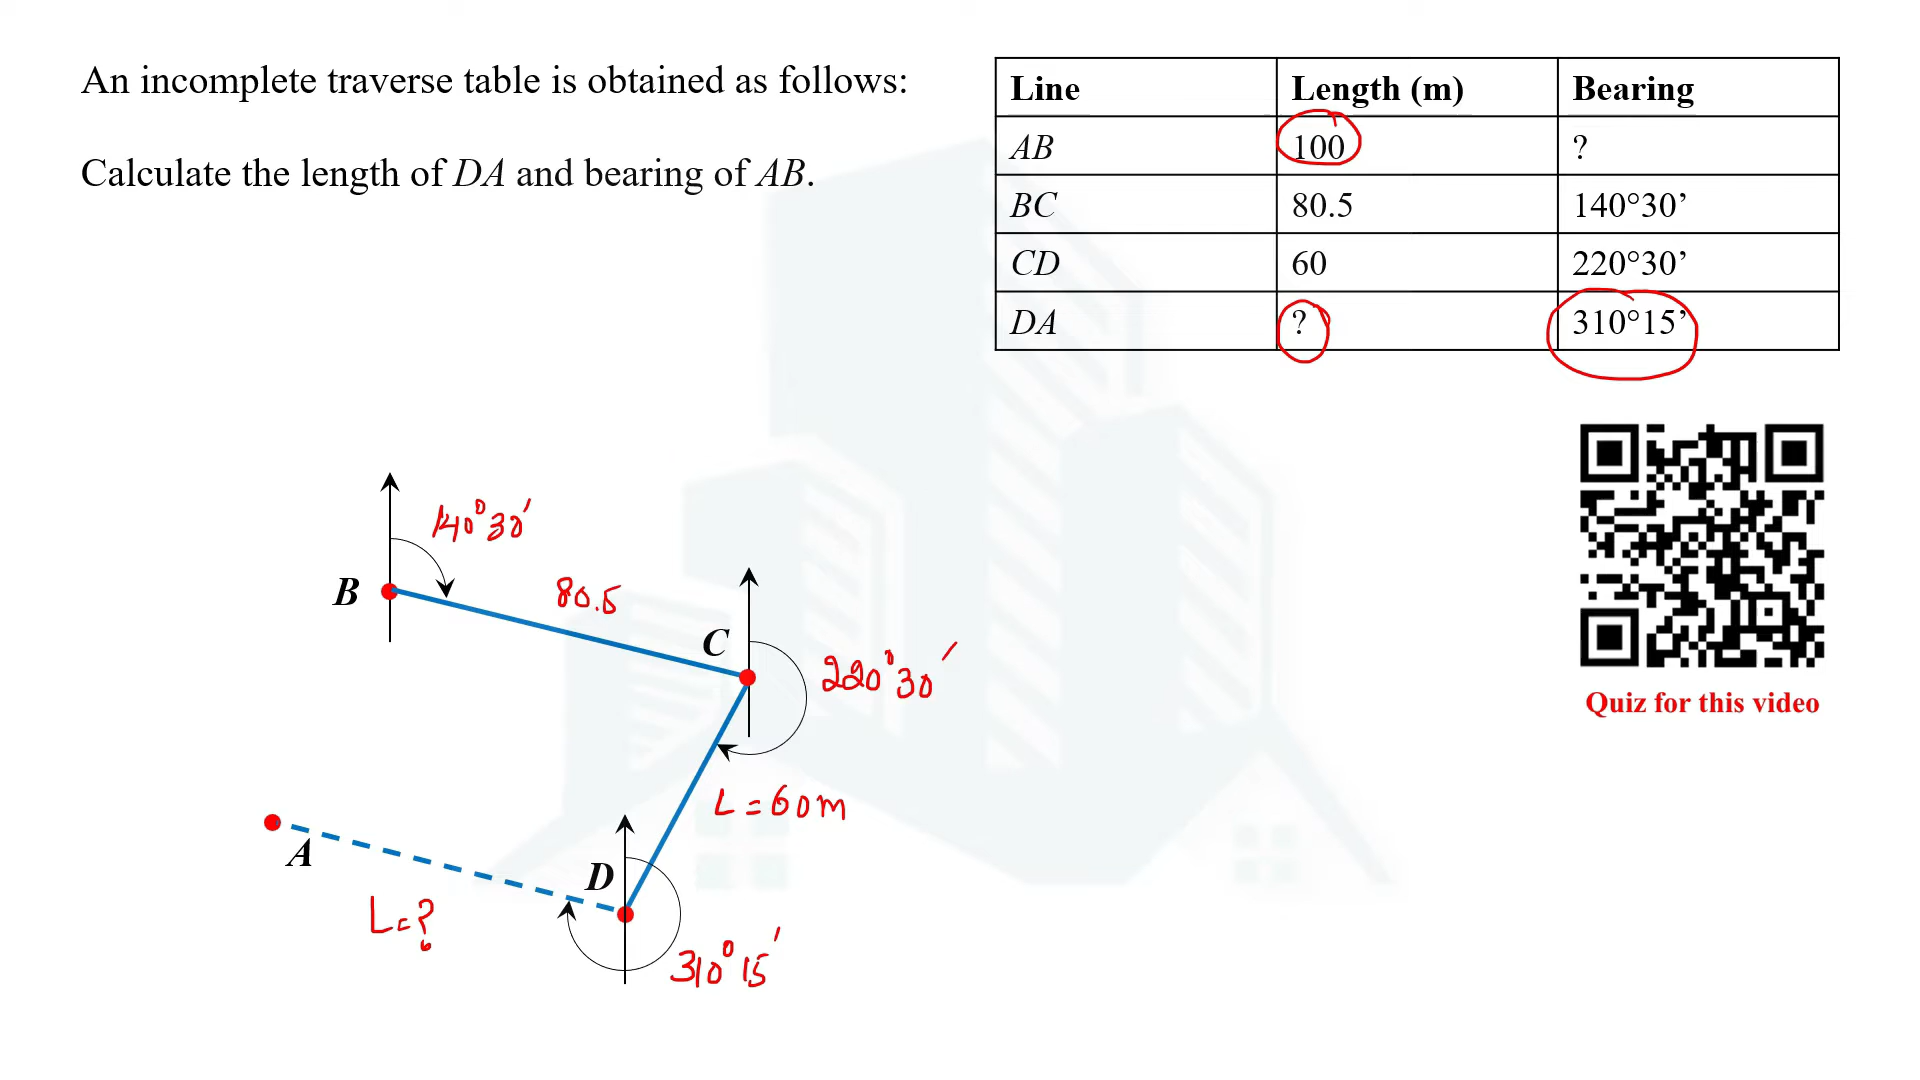 An incomplete traverse table is obtained as follows:
Calculate the length of DA and bearing of AB.
Line Length (m) Bearing
AB 100 ?
BC 80.5 140°30’
CD 60 220°30’
DA ? 310°15’
140°30'
B
80.5
C
220°30'
L=60m
A
D
L=?
310°15'
Quiz for this video